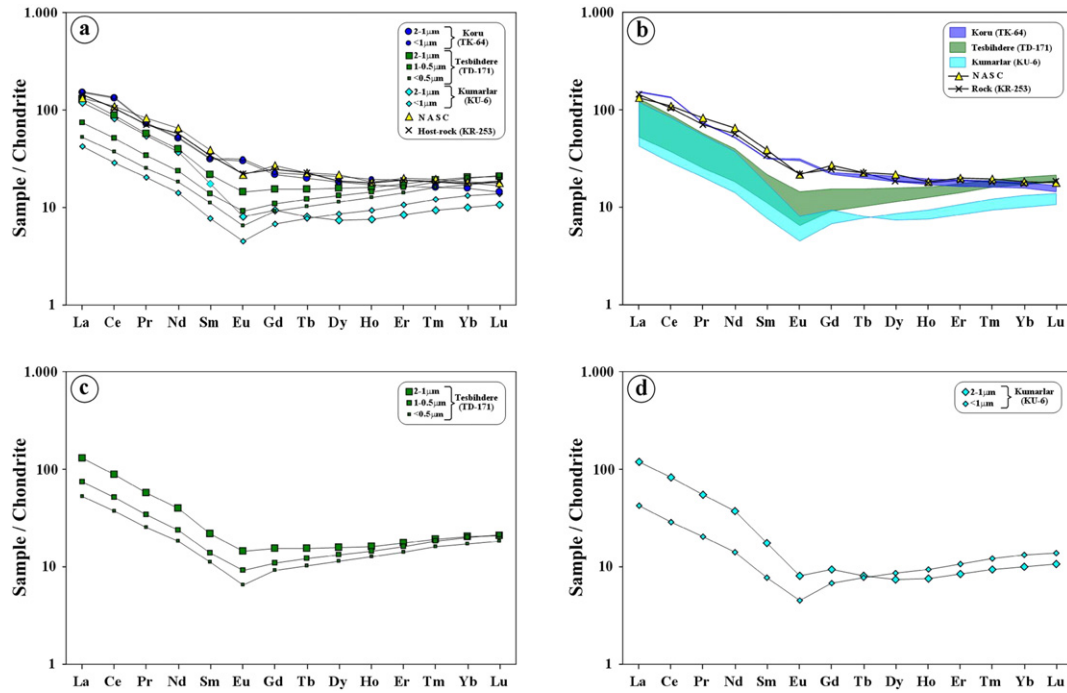 a
1.000
100
10
1
Sample / Chondrite
2-1μm
<1μm
Koru
(TK-64)
2-1μm
1-0.5μm
<0.5μm
Tesbihdere
(TD-171)
2-1μm
<1μm
Kumarlar
(KU-6)
N A S C
Host-rock (KR-253)
La Ce Pr Nd Sm Eu Gd Tb Dy Ho Er Tm Yb Lu
b
1.000
100
10
1
Sample / Chondrite
Koru (TK-64)
Tesbihdere (TD-171)
Kumarlar (KU-6)
N A S C
Rock (KR-253)
La Ce Pr Nd Sm Eu Gd Tb Dy Ho Er Tm Yb Lu
c
1.000
100
10
1
Sample / Chondrite
2-1μm
1-0.5μm
<0.5μm
Tesbihdere
(TD-171)
La Ce Pr Nd Sm Eu Gd Tb Dy Ho Er Tm Yb Lu
d
1.000
100
10
1
Sample / Chondrite
2-1μm
<1μm
Kumarlar
(KU-6)
La Ce Pr Nd Sm Eu Gd Tb Dy Ho Er Tm Yb Lu